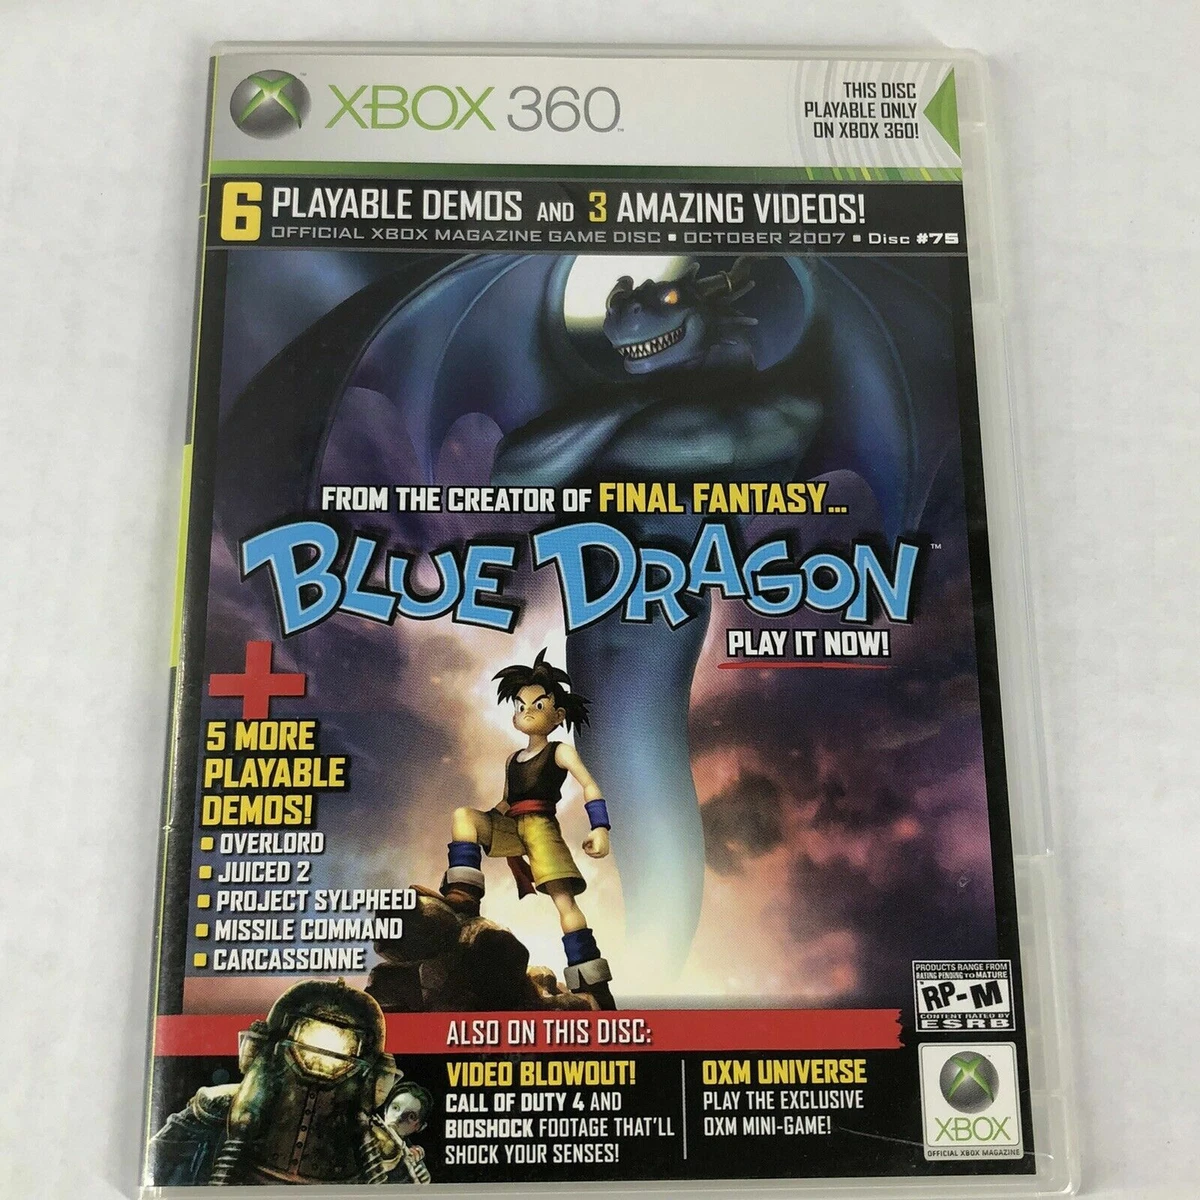 XBOX 360™
THIS DISC
PLAYABLE ONLY
ON XBOX 360!
6 PLAYABLE DEMOS AND 3 AMAZING VIDEOS!
OFFICIAL XBOX MAGAZINE GAME DISC ▪ OCTOBER 2007 ▪ Disc #75
FROM THE CREATOR OF FINAL FANTASY...
BLUE DRAGON™
PLAY IT NOW!
+
5 MORE
PLAYABLE
DEMOS!
▪ OVERLORD
▪ JUICED 2
▪ PROJECT SYLPHEED
▪ MISSILE COMMAND
▪ CARCASSONNE
PRODUCTS RANGE FROM
RATING PENDING TO MATURE
RP-M
CONTENT RATED BY
ESRB
ALSO ON THIS DISC:
VIDEO BLOWOUT!
CALL OF DUTY 4 AND
BIOSHOCK FOOTAGE THAT'LL
SHOCK YOUR SENSES!
OXM UNIVERSE
PLAY THE EXCLUSIVE
OXM MINI-GAME!
XBOX
OFFICIAL XBOX MAGAZINE